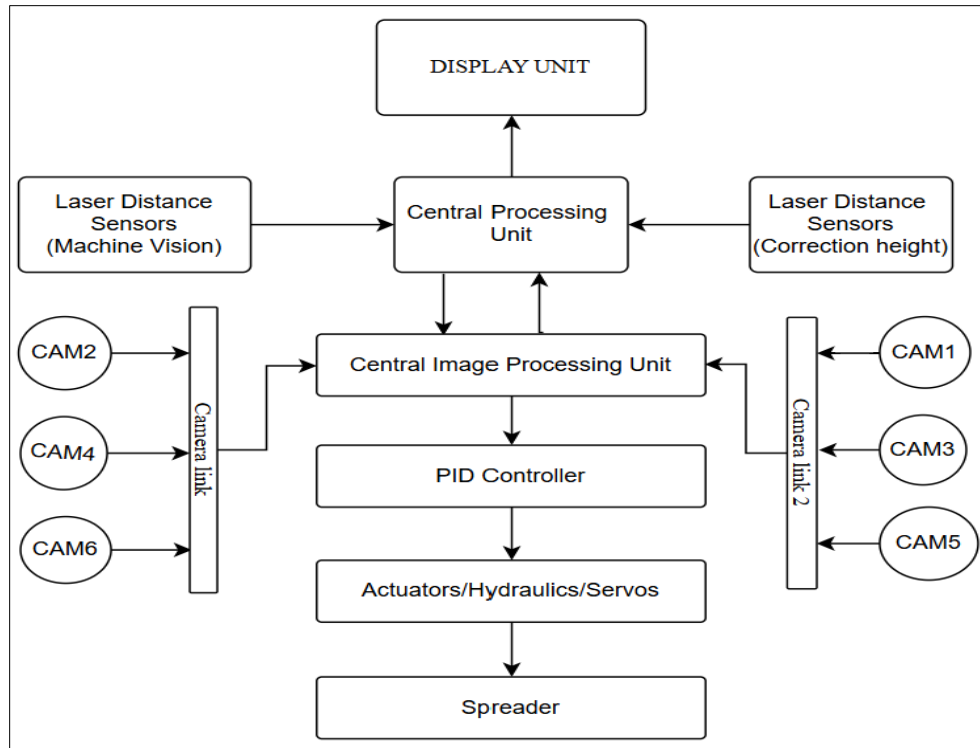 DISPLAY UNIT
Laser Distance
Sensors
(Machine Vision)
Central Processing
Unit
Laser Distance
Sensors
(Correction height)
CAM2
CAM4
CAM6
Camera link
Central Image Processing Unit
PID Controller
Actuators/Hydraulics/Servos
Spreader
Camera link 2
CAM1
CAM3
CAM5